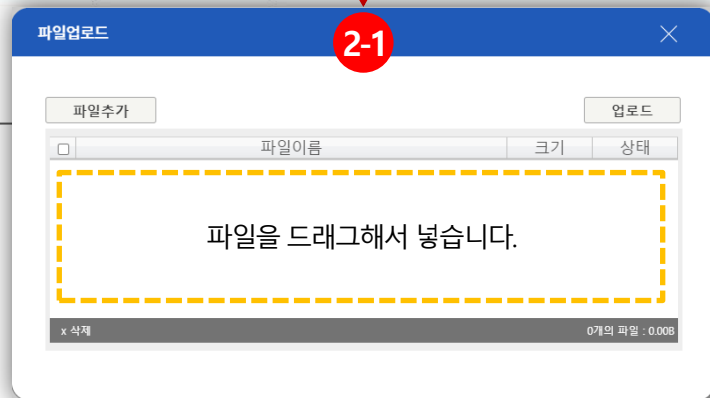 파일업로드
2-1
파일추가 업로드
파일이름 크기 상태
파일을 드래그해서 넣습니다.
x 삭제 0개의 파일 : 0.00B